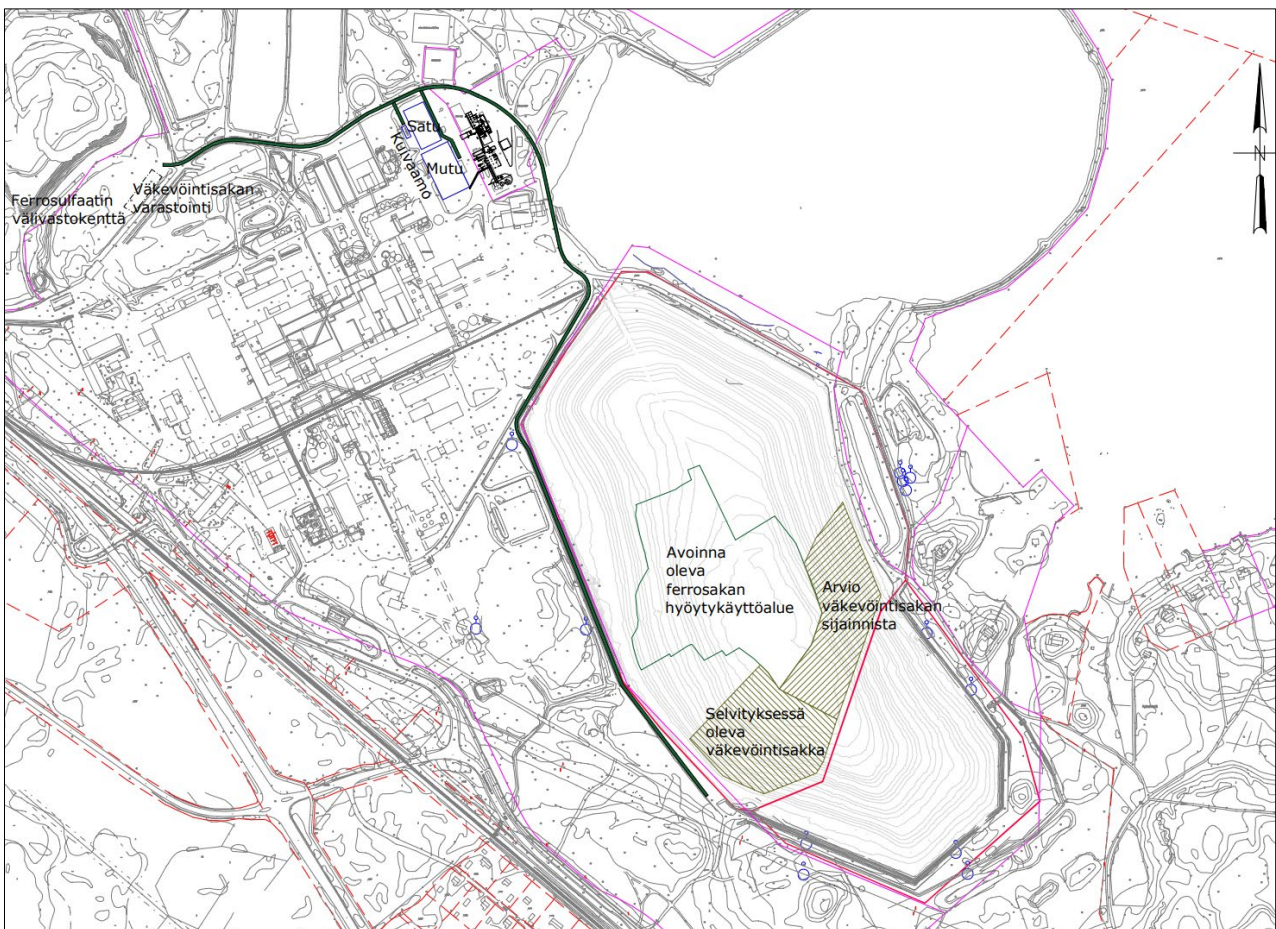 Satu
Kuivaamo
Mutu
Ferrosulfaatin
välivastokenttä
Väkevöintisakan
varastointi
N
Avoinna
oleva
ferrosakan
hyötykäyttöalue
Arvio
väkevöintisakan
sijainnista
Selvityksessä
oleva
väkevöintisakka